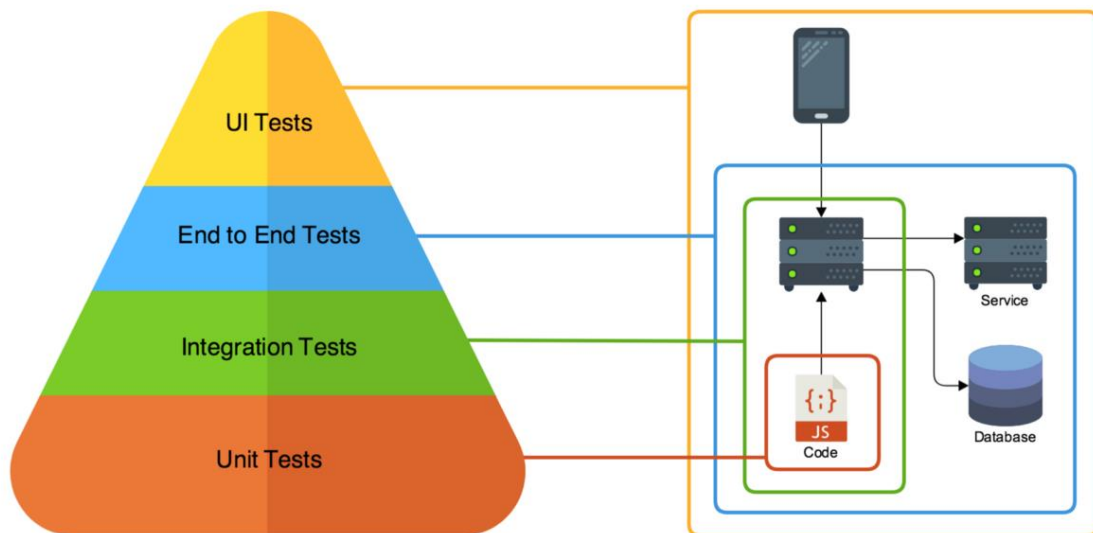 UI Tests
End to End Tests
Integration Tests
Unit Tests
Service
Database
{;}
JS
Code